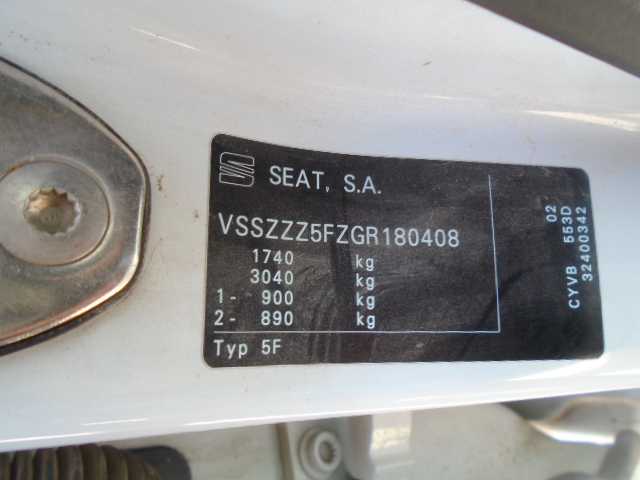 SEAT, S.A.
VSSZZZ5FZGR180408
1740 kg
3040 kg
1- 900 kg
2- 890 kg
Typ 5F
02
CYVB 553D
32400342